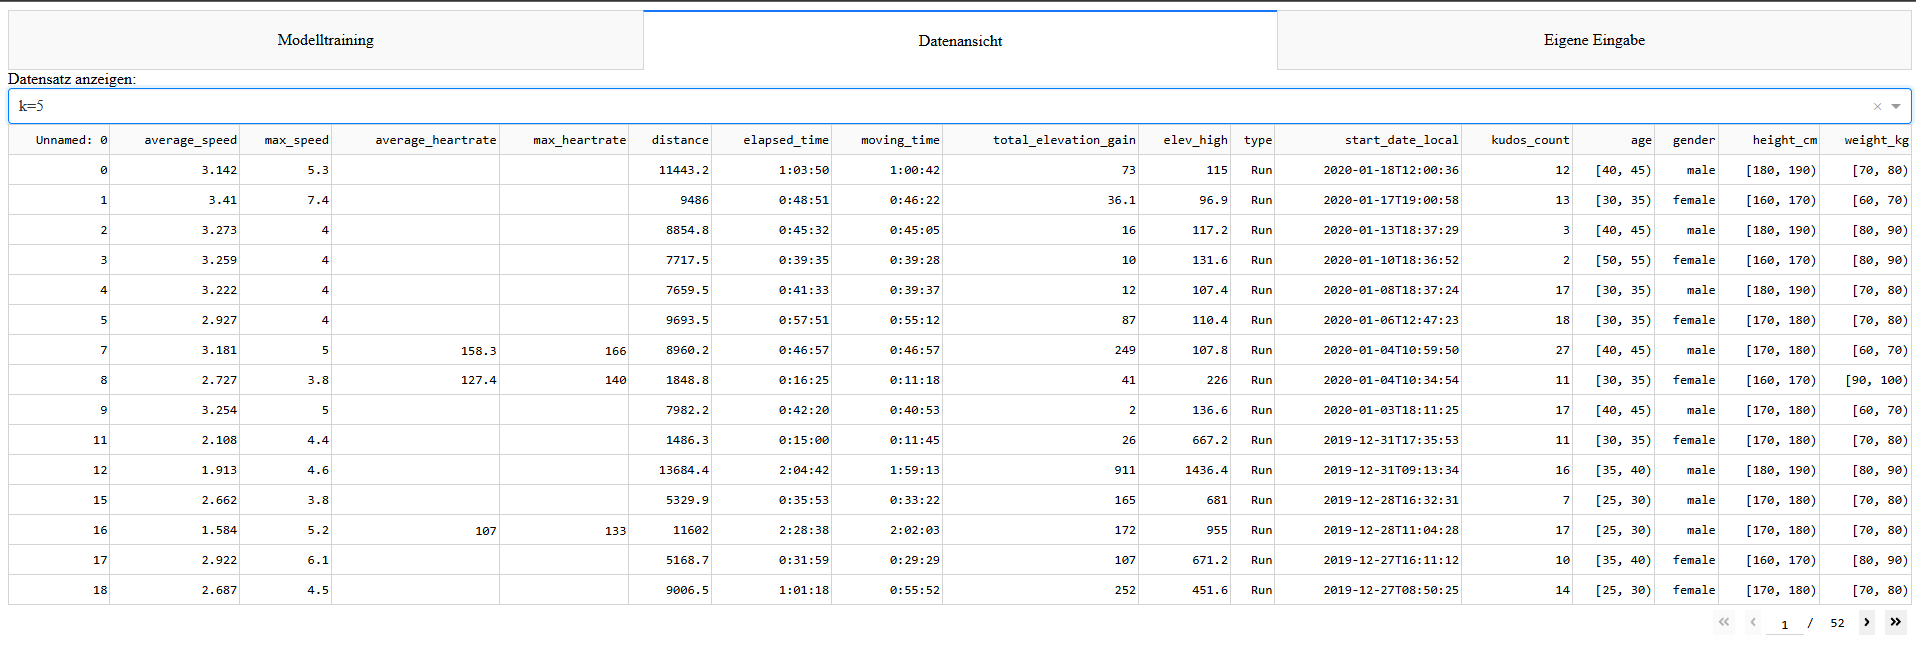 Modelltraining Datenansicht Eigene Eingabe
Datensatz anzeigen:
k=5 ×
Unnamed: 0 average_speed max_speed average_heartrate max_heartrate distance elapsed_time moving_time total_elevation_gain elev_high type start_date_local kudos_count age gender height_cm weight_kg
0 3.142 5.3 11443.2 1:03:50 1:00:42 73 115 Run 2020-01-18T12:00:36 12 [40, 45) male [180, 190) [70, 80)
1 3.41 7.4 9486 0:48:51 0:46:22 36.1 96.9 Run 2020-01-17T19:00:58 13 [30, 35) female [160, 170) [60, 70)
2 3.273 4 8854.8 0:45:32 0:45:05 16 117.2 Run 2020-01-13T18:37:29 3 [40, 45) male [180, 190) [80, 90)
3 3.259 4 7717.5 0:39:35 0:39:28 10 131.6 Run 2020-01-10T18:36:52 2 [50, 55) female [160, 170) [80, 90)
4 3.222 4 7659.5 0:41:33 0:39:37 12 107.4 Run 2020-01-08T18:37:24 17 [30, 35) male [180, 190) [70, 80)
5 2.927 4 9693.5 0:57:51 0:55:12 87 110.4 Run 2020-01-06T12:47:23 18 [30, 35) female [170, 180) [70, 80)
7 3.181 5 158.3 166 8960.2 0:46:57 0:46:57 249 107.8 Run 2020-01-04T10:59:50 27 [40, 45) male [170, 180) [60, 70)
8 2.727 3.8 127.4 140 1848.8 0:16:25 0:11:18 41 226 Run 2020-01-04T10:34:54 11 [30, 35) female [160, 170) [90, 100)
9 3.254 5 7982.2 0:42:20 0:40:53 2 136.6 Run 2020-01-03T18:11:25 17 [40, 45) male [170, 180) [60, 70)
11 2.108 4.4 1486.3 0:15:00 0:11:45 26 667.2 Run 2019-12-31T17:35:53 11 [30, 35) female [170, 180) [70, 80)
12 1.913 4.6 13684.4 2:04:42 1:59:13 911 1436.4 Run 2019-12-31T09:13:34 16 [35, 40) male [180, 190) [80, 90)
15 2.662 3.8 5329.9 0:35:53 0:33:22 165 681 Run 2019-12-28T16:32:31 7 [25, 30) male [170, 180) [70, 80)
16 1.584 5.2 107 133 11602 2:28:38 2:02:03 172 955 Run 2019-12-28T11:04:28 17 [25, 30) male [170, 180) [70, 80)
17 2.922 6.1 5168.7 0:31:59 0:29:29 107 671.2 Run 2019-12-27T16:11:12 10 [35, 40) female [160, 170) [80, 90)
18 2.687 4.5 9006.5 1:01:18 0:55:52 252 451.6 Run 2019-12-27T08:50:25 14 [25, 30) female [170, 180) [70, 80)
1 / 52